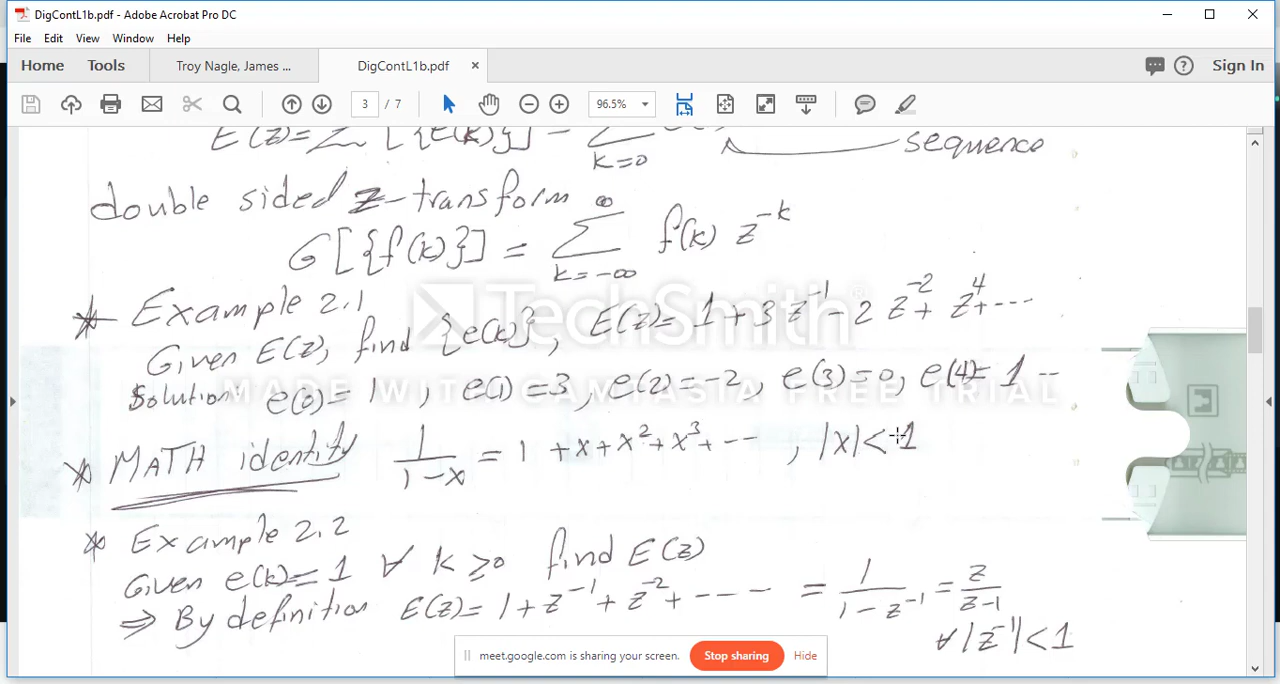 DigContL1b.pdf - Adobe Acrobat Pro DC
File Edit View Window Help
Home Tools Troy Nagle, James ... DigContL1b.pdf × Sign In
3 / 7 96.5%
E(z)= [{e(k)}] = ∑ k=0 sequence
double sided z-transform
G[{f(k)}] = ∑ k=-∞ ∞ f(k) z^-k
* Example 2.1
Given E(z), find {e(k)}, E(z)= 1 + 3 z^-1 - 2 z^-2 + z^4 + ---
Solution: e(0)= 1, e(1)=3, e(2)=-2, e(3)=0, e(4)= 1 --
TechSmith®
MADE WITH CAMTASIA FREE TRIAL
* MATH identity 1/(1-x) = 1 + x + x² + x³ + --- , |x|<1
* Example 2.2
Given e(k)=1 ∀ k ≥0 find E(z)
⇒ By definition E(z)= 1 + z^-1 + z^-2 + ---- = 1/(1-z^-1) = z/(z-1)
∀ |z^-1|<1
meet.google.com is sharing your screen. Stop sharing Hide